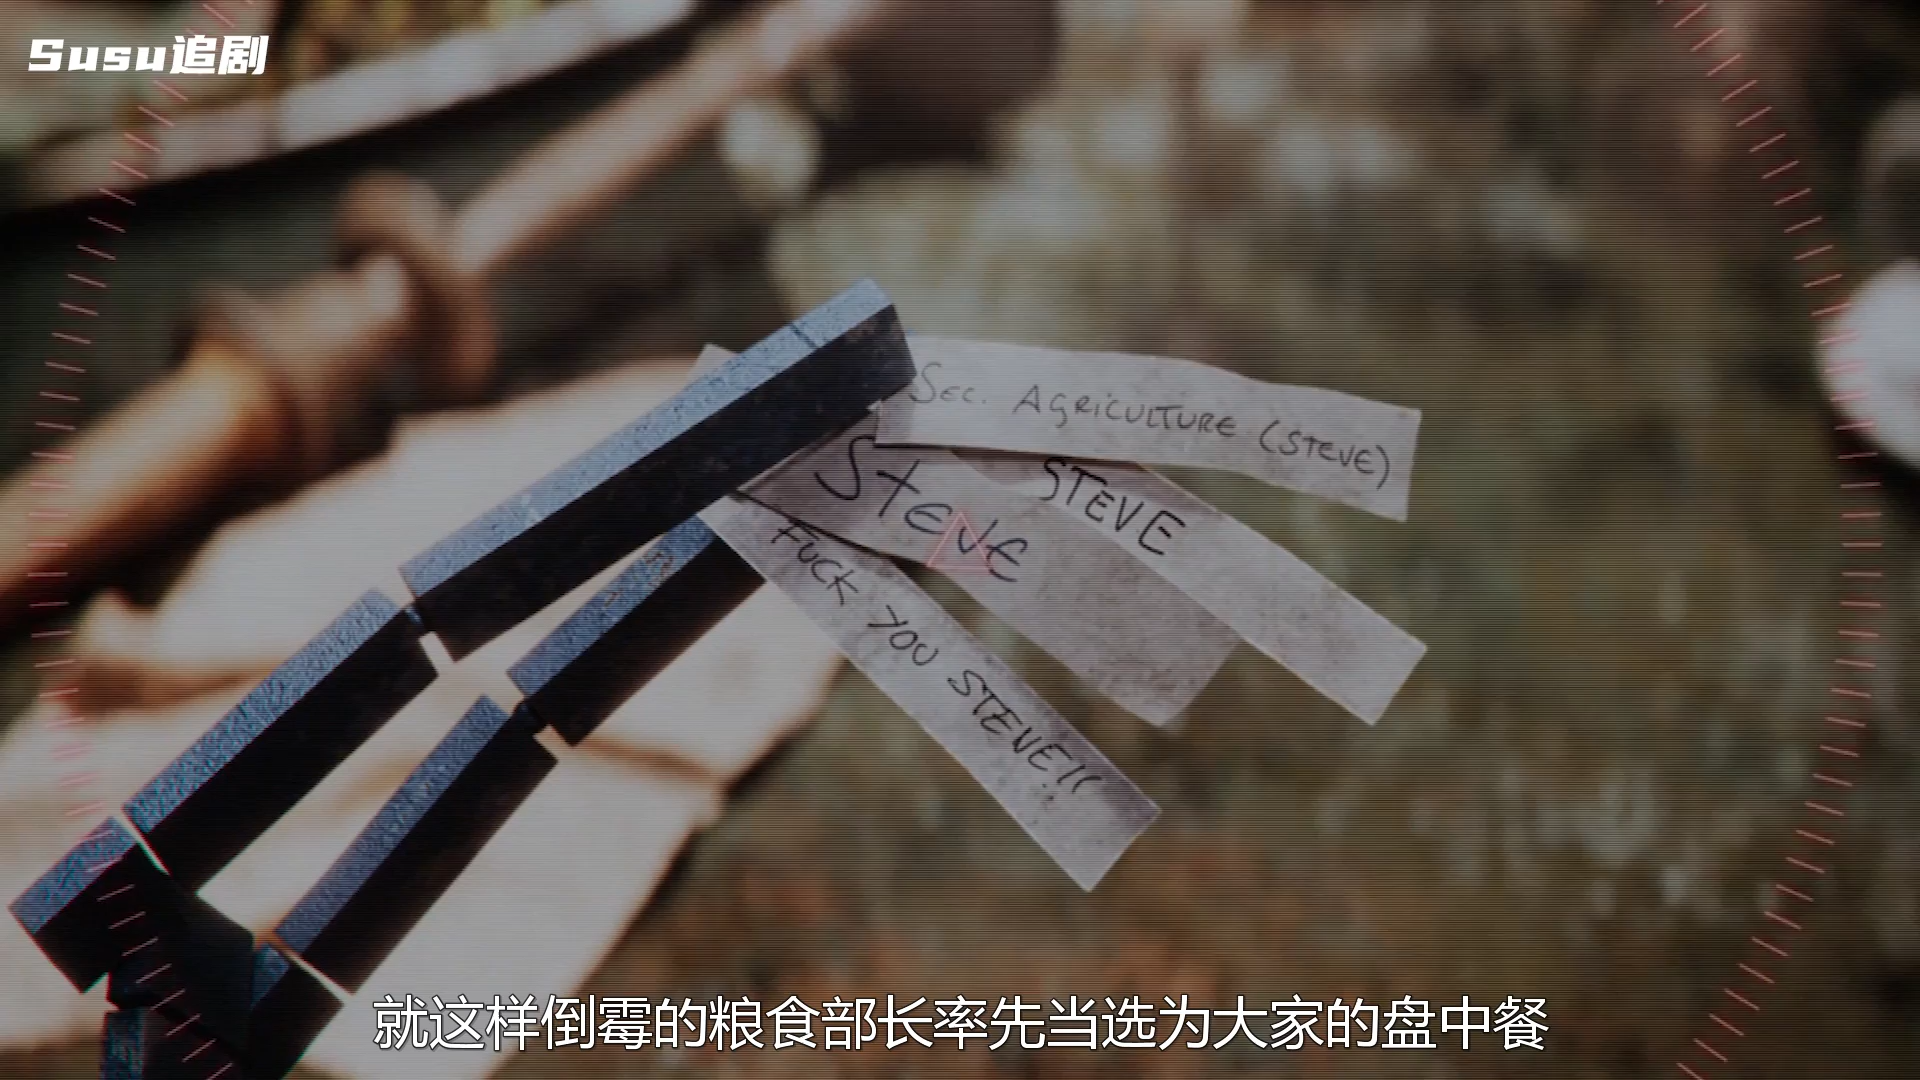 Susu追剧
SEC. AGRICULTURE (STEVE)
STEVE
SteVE
FUCK YOU STEVE!!
就这样倒霉的粮食部长率先当选为大家的盘中餐